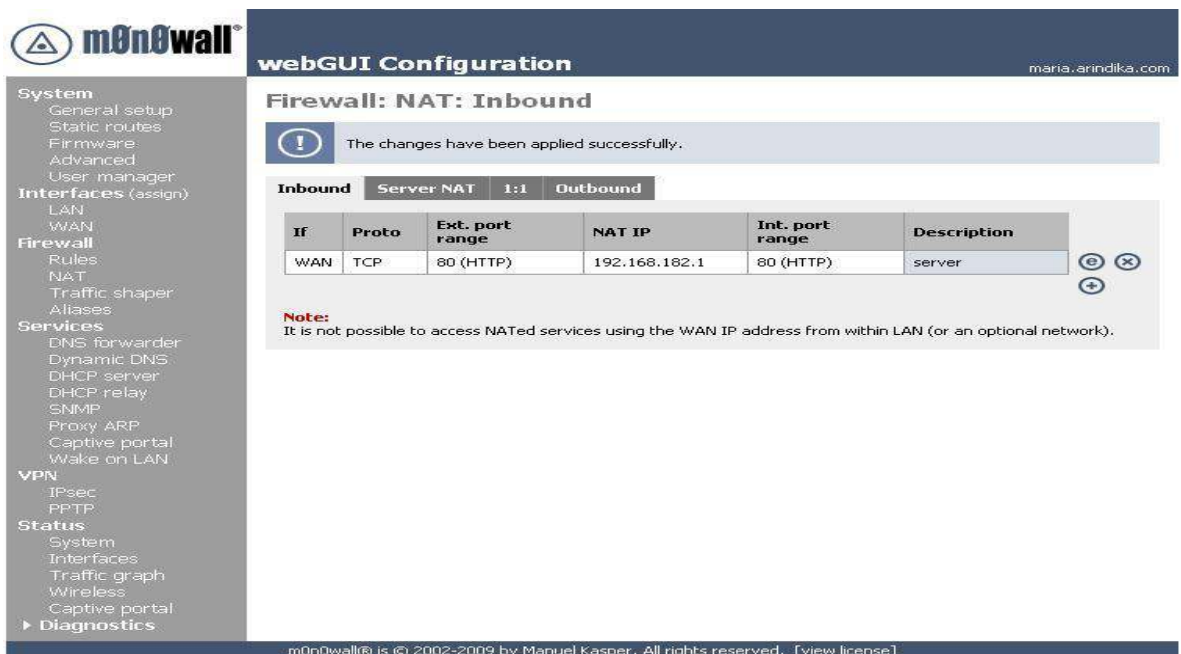 m0n0wall®
webGUI Configuration
maria.arindika.com
System
General setup
Static routes
Firmware
Advanced
User manager
Interfaces (assign)
LAN
WAN
Firewall
Rules
NAT
Traffic shaper
Aliases
Services
DNS forwarder
Dynamic DNS
DHCP server
DHCP relay
SNMP
Proxy ARP
Captive portal
Wake on LAN
VPN
IPsec
PPTP
Status
System
Interfaces
Traffic graph
Wireless
Captive portal
Diagnostics
Firewall: NAT: Inbound
! The changes have been applied successfully.
Inbound Server NAT 1:1 Outbound
If Proto Ext. port range NAT IP Int. port range Description
WAN TCP 80 (HTTP) 192.168.182.1 80 (HTTP) server
Note:
It is not possible to access NATed services using the WAN IP address from within LAN (or an optional network).
m0n0wall® is © 2002-2009 by Manuel Kasper. All rights reserved. [view license]